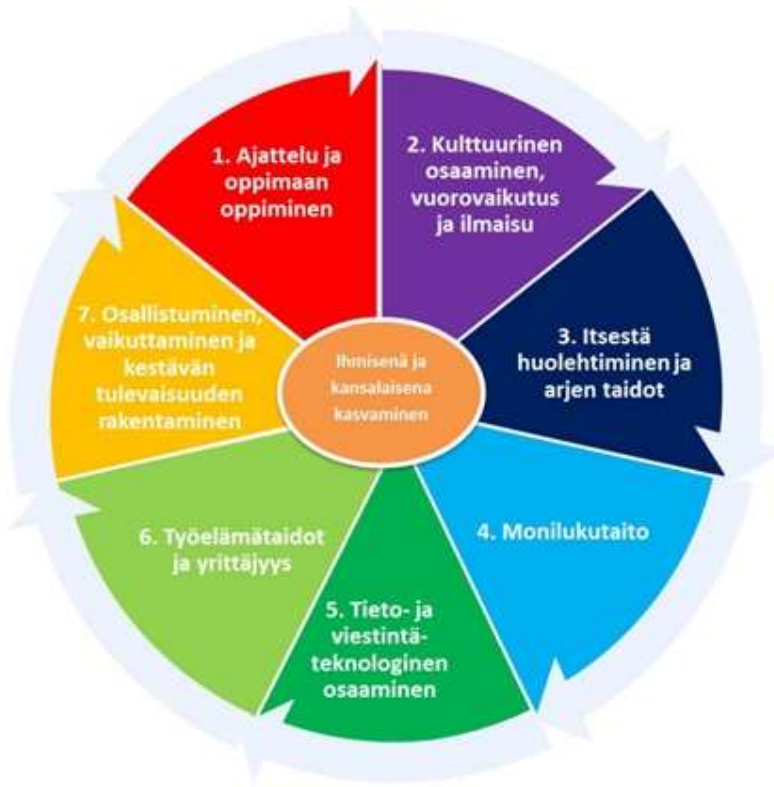 1. Ajattelu ja
oppimaan
oppiminen
2. Kulttuurinen
osaaminen,
vuorovaikutus
ja ilmaisu
3. Itsestä
huolehtiminen ja
arjen taidot
4. Monilukutaito
5. Tieto- ja
viestintä-
teknologinen
osaaminen
6. Työelämätaidot
ja yrittäjyys
7. Osallistuminen,
vaikuttaminen ja
kestävän
tulevaisuuden
rakentaminen
Ihmisenä ja
kansalaisena
kasvaminen